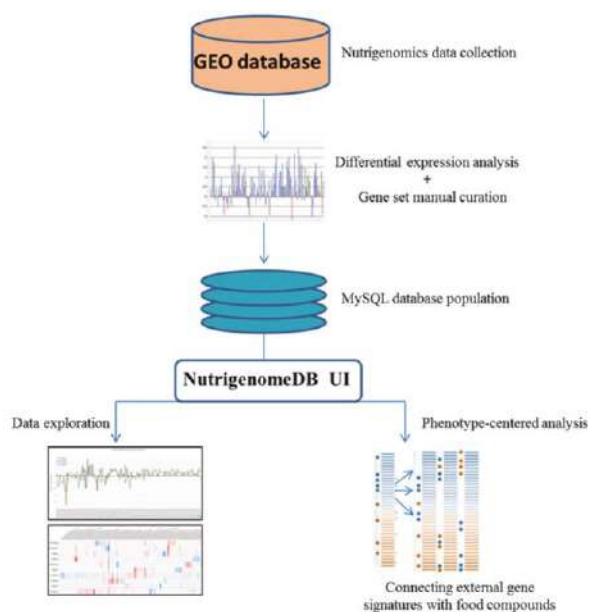 GEO database
Nutrigenomics data collection
Differential expression analysis
+
Gene set manual curation
MySQL database population
NutrigenomeDB UI
Data exploration
Phenotype-centered analysis
Connecting external gene
signatures with food compounds